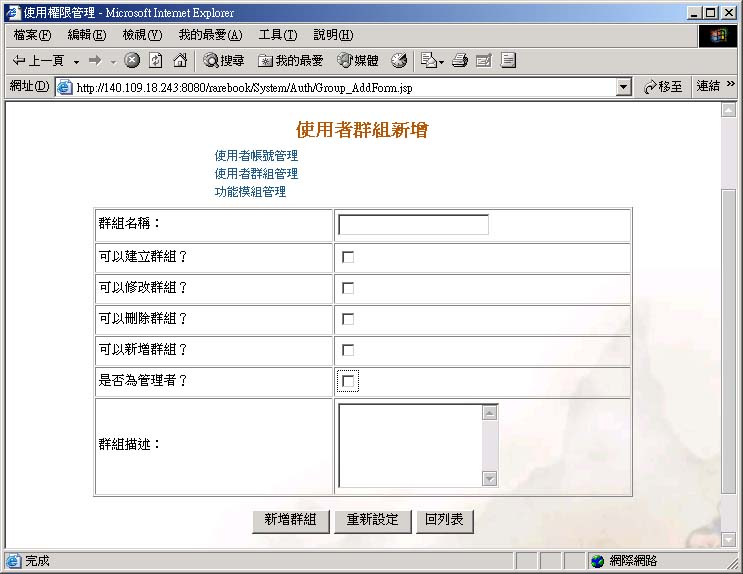 使用權限管理 - Microsoft Internet Explorer
檔案(F) 編輯(E) 檢視(V) 我的最愛(A) 工具(T) 說明(H)
上一頁 搜尋 我的最愛 媒體
網址(D) http://140.109.18.243:8080/rarebook/System/Auth/Group_AddForm.jsp 移至 連結 »
使用者群組新增
使用者帳號管理
使用者群組管理
功能模組管理
群組名稱：
可以建立群組？
可以修改群組？
可以刪除群組？
可以新增群組？
是否為管理者？
群組描述：
新增群組 重新設定 回列表
完成 網際網路